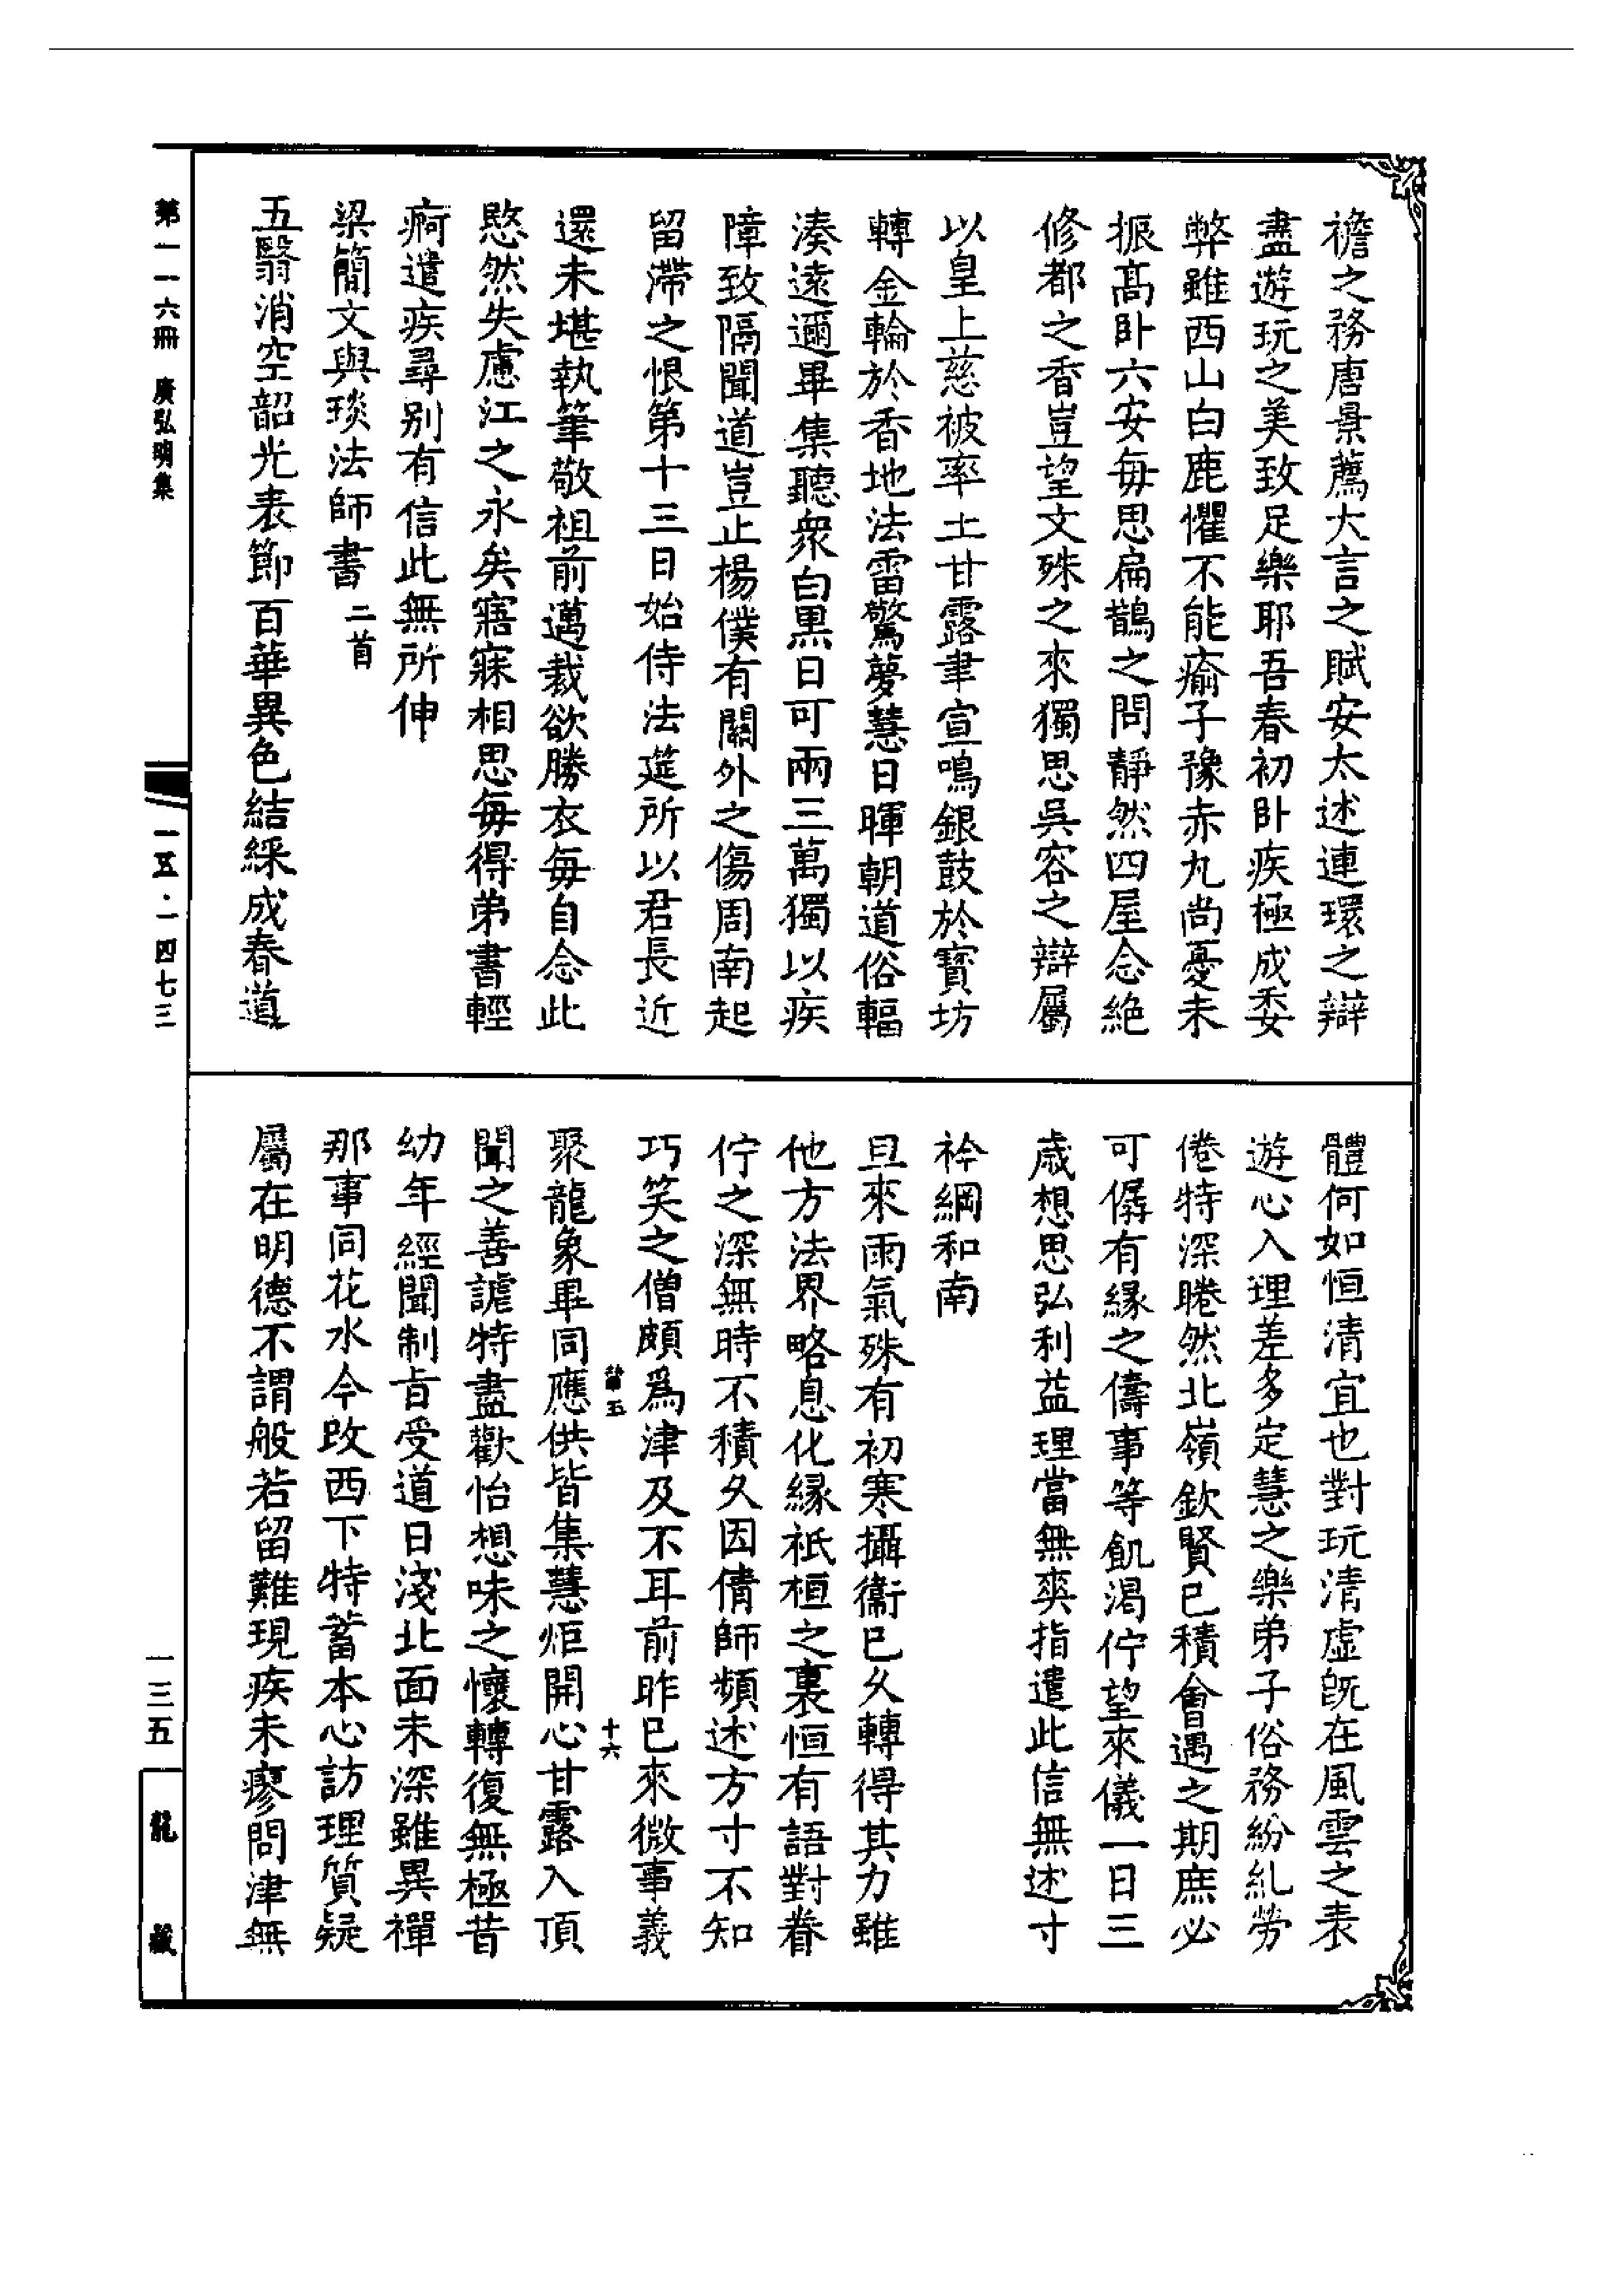 襜之務唐景薦大言之賦安太述連環之辯
盡遊玩之美致足樂耶吾春初卧疾極成委
弊雖西山白鹿懼不能瘉子豫赤丸尚憂未
振高卧六安每思扁鵲之問靜然四屋念絶
修都之香豈望文殊之來獨思吳容之辯屬
以皇上慈被率土甘露聿宣鳴銀鼓於寳坊
轉金輪於香地法雷驚夢慧日暉朝道俗輻
湊遠邇畢集聽衆白黒日可兩三萬獨以疾
障致隔聞道豈止楊僕有關外之傷周南起
留滯之恨第十三日始侍法筵所以君長近
還未堪執筆敬祖前邁裁欲勝衣每自念此
愍然失慮江之永矣寤寐相思每得弟書輕
痾遣疾尋別有信此無所伸
梁簡文與琰法師書二首
五翳消空韶光表節百華異色結綵成春道
體何如恒清宜也對玩清虛旣在風雲之表
遊心入理差多定慧之樂弟子俗務紛糺勞
倦特深睠然北嶺欽賢已積會遇之期庶必
可孱有緣之儔事等飢渴佇望來儀一日三
歲想思弘利益理當無爽指遣此信無述寸
衿綱和南
旦來雨氣殊有初寒攝衞已久轉得其力雖
他方法界略息化緣祇桓之裏恒有語對眷
佇之深無時不積久因倩師頻述方寸不知
巧笑之僧頗爲津及不耳前昨已來微事義
聚龍象畢同應供皆集慧炬開心甘露入頂
聞之善謔特盡歡怡想味之懷轉復無極昔
幼年經聞制旨受道日淺北面未深雖異禪
那事同花水今改西下特蓄本心訪理質疑
屬在明德不謂般若留難現疾未瘳問津無
五
十六
第一一六冊 廣弘明集
一五·一四七三
一三五
龍藏